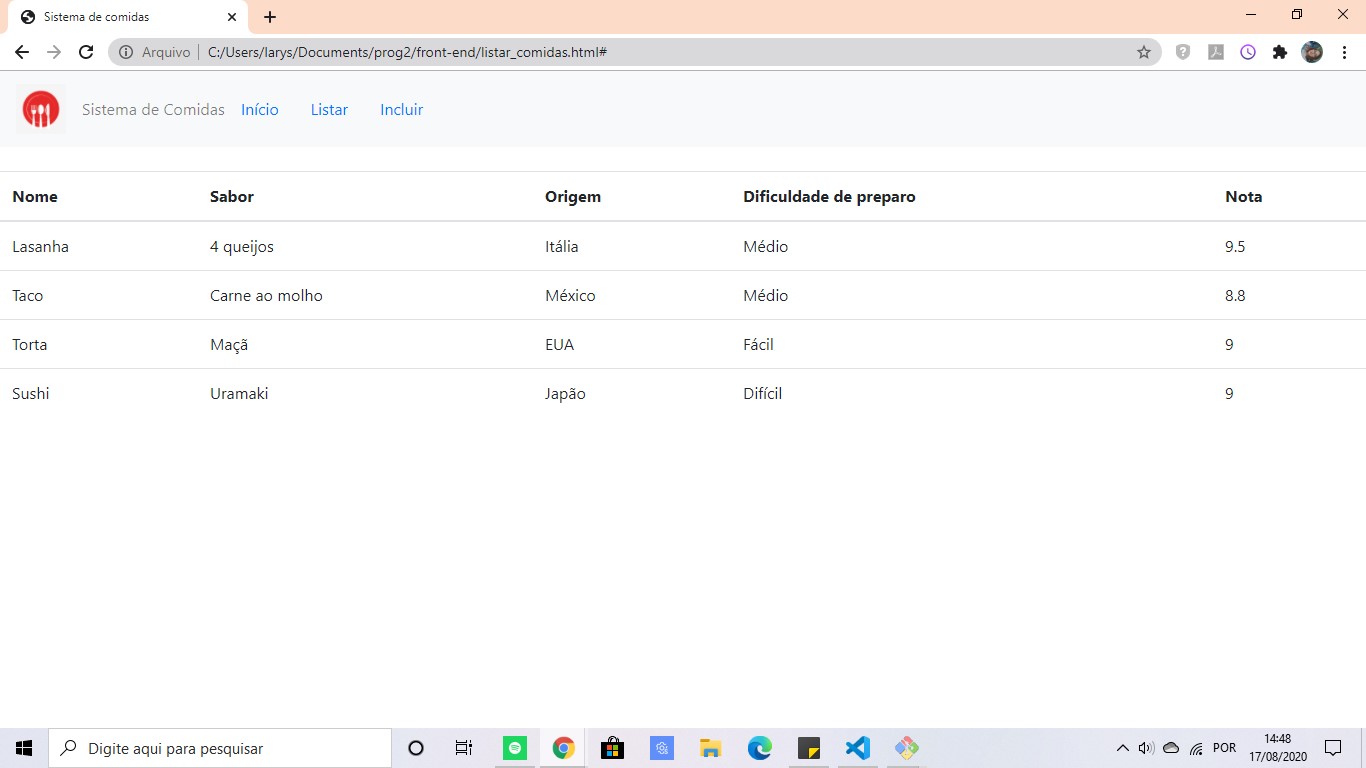 Sistema de comidas
Arquivo C:/Users/larys/Documents/prog2/front-end/listar_comidas.html#
Sistema de Comidas Início Listar Incluir
Nome Sabor Origem Dificuldade de preparo Nota
Lasanha 4 queijos Itália Médio 9.5
Taco Carne ao molho México Médio 8.8
Torta Maçã EUA Fácil 9
Sushi Uramaki Japão Difícil 9
Digite aqui para pesquisar POR 14:48
17/08/2020